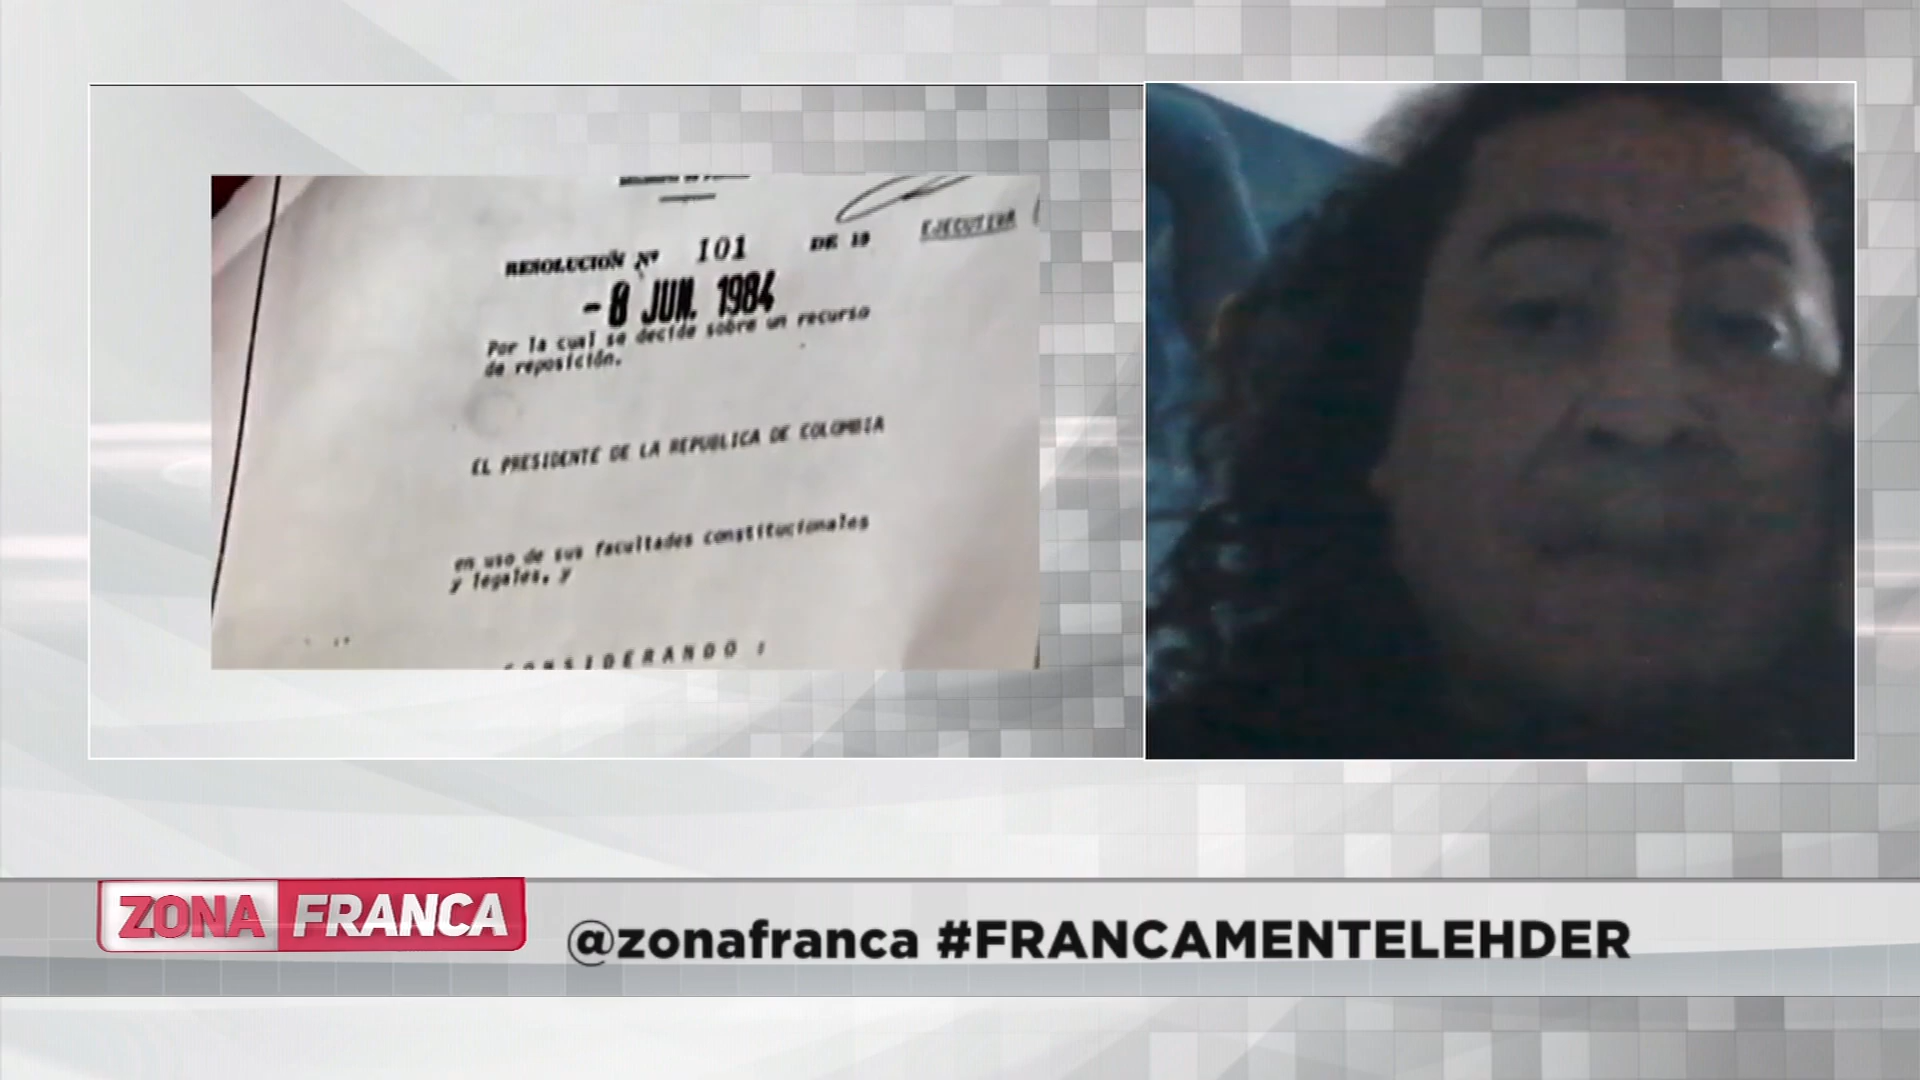 RESOLUCION Nº 101 DE 19
EJECUTIVA
- 8 JUN. 1984
Por la cual se decide sobre un recurso
de reposición.
EL PRESIDENTE DE LA REPUBLICA DE COLOMBIA
en uso de sus facultades constitucionales
y legales, y
CONSIDERANDO :
ZONA FRANCA
@zonafranca #FRANCAMENTELEHDER